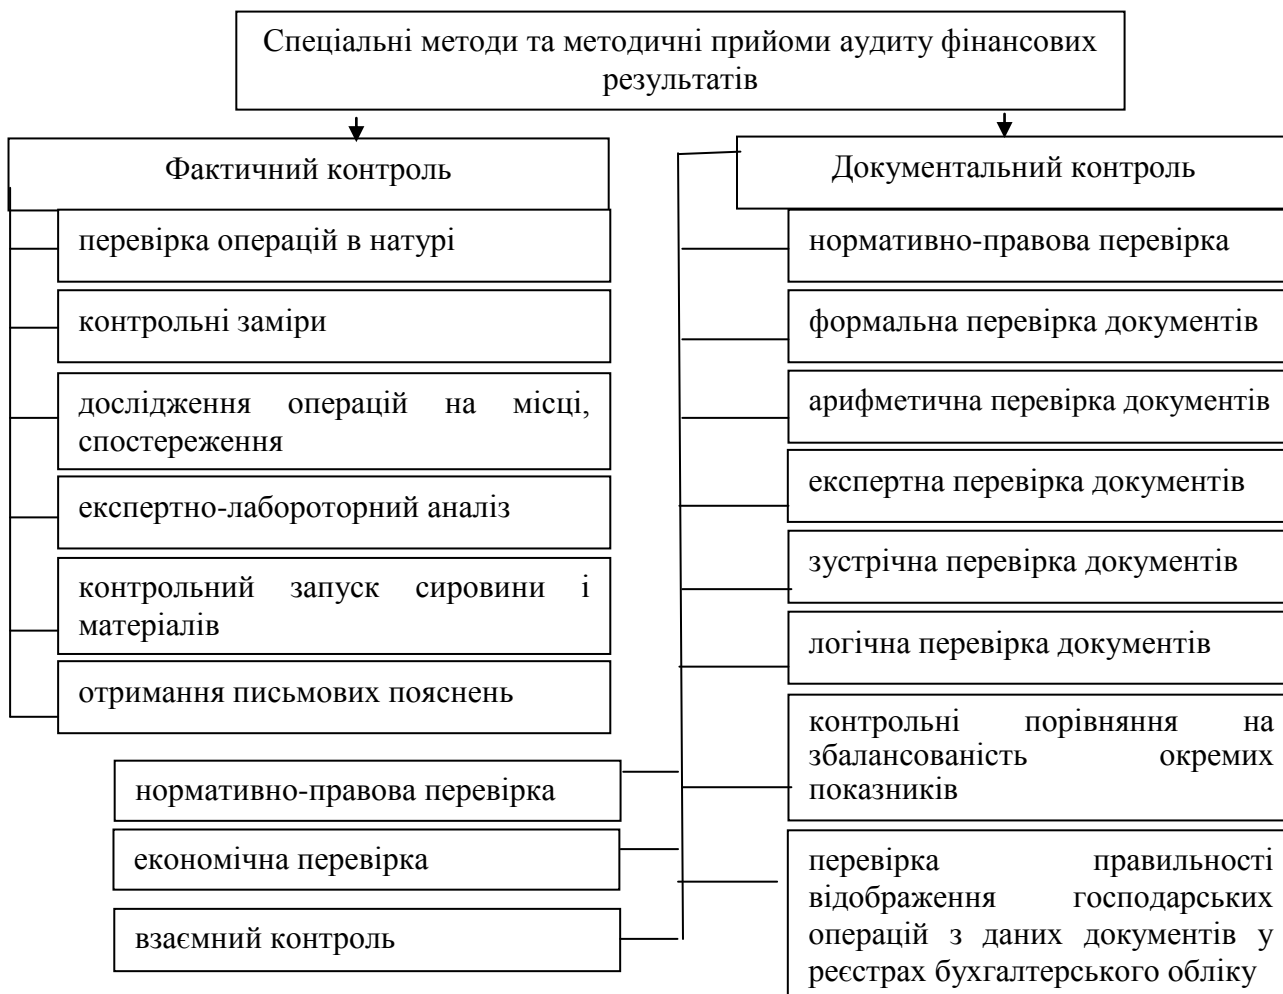 Спеціальні методи та методичні прийоми аудиту фінансових
результатів
Фактичний контроль
перевірка операцій в натурі
контрольні заміри
дослідження операцій на місці,
спостереження
експертно-лабороторний аналіз
контрольний запуск сировини і
матеріалів
отримання письмових пояснень
Документальний контроль
нормативно-правова перевірка
формальна перевірка документів
арифметична перевірка документів
експертна перевірка документів
зустрічна перевірка документів
логічна перевірка документів
контрольні порівняння на
збалансованість окремих
показників
перевірка правильності
відображення господарських
операцій з даних документів у
реєстрах бухгалтерського обліку
нормативно-правова перевірка
економічна перевірка
взаємний контроль